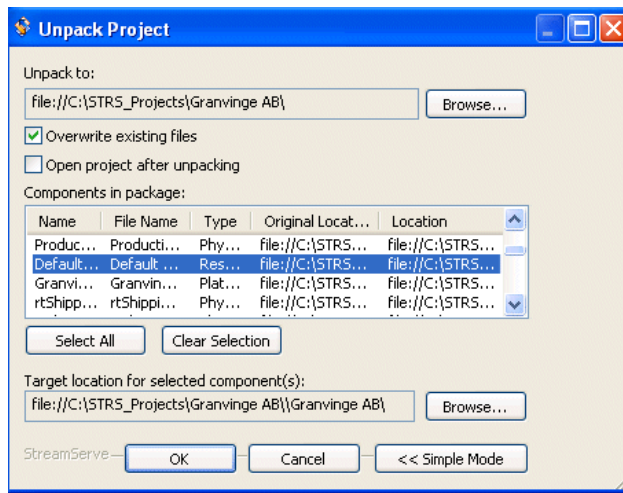 Unpack Project
Unpack to:
file://C:\STRS_Projects\Granvinge AB\
Browse...
Overwrite existing files
Open project after unpacking
Components in package:
Name File Name Type Original Locat... Location
Produc... Producti... Phy... file://C:\STRS... file://C:\STRS...
Default... Default ... Res... file://C:\STRS... file://C:\STRS...
Granvi... Granvin... Plat... file://C:\STRS... file://C:\STRS...
rtShipp... rtShippi... Phy... file://C:\STRS... file://C:\STRS...
Select All Clear Selection
Target location for selected component(s):
file://C:\STRS_Projects\Granvinge AB\\Granvinge AB\
Browse...
StreamServe OK Cancel << Simple Mode